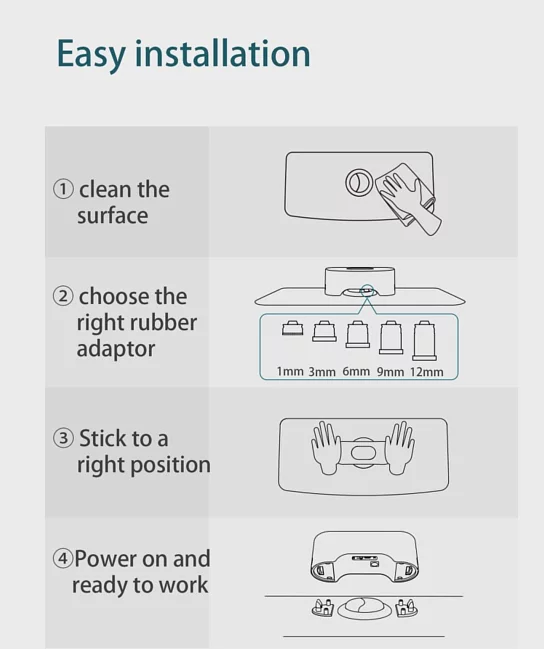 Easy installation
① clean the
surface
② choose the
right rubber
adaptor
1mm 3mm 6mm 9mm 12mm
③ Stick to a
right position
④Power on and
ready to work